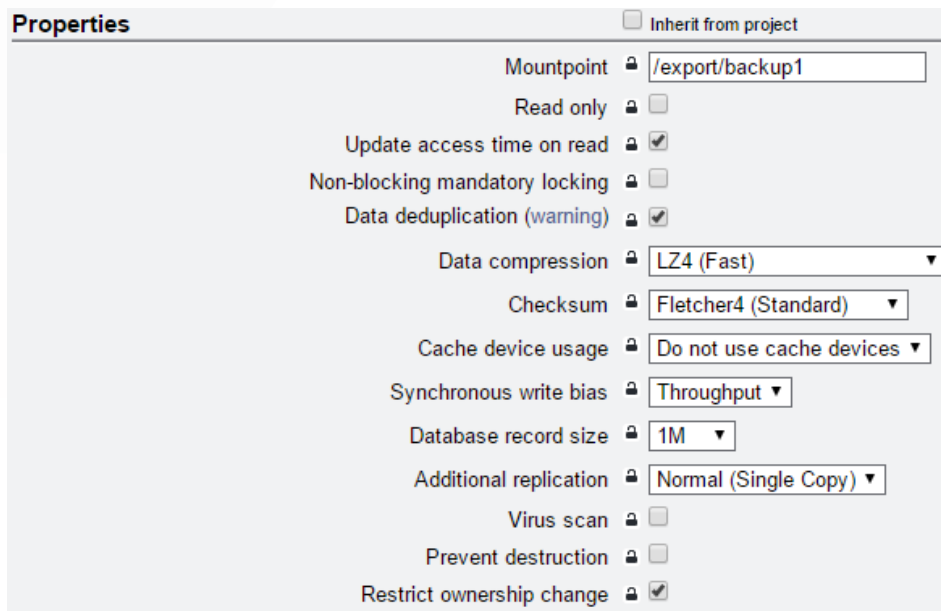 Properties Inherit from project
Mountpoint /export/backup1
Read only
Update access time on read
Non-blocking mandatory locking
Data deduplication (warning)
Data compression LZ4 (Fast)
Checksum Fletcher4 (Standard)
Cache device usage Do not use cache devices
Synchronous write bias Throughput
Database record size 1M
Additional replication Normal (Single Copy)
Virus scan
Prevent destruction
Restrict ownership change